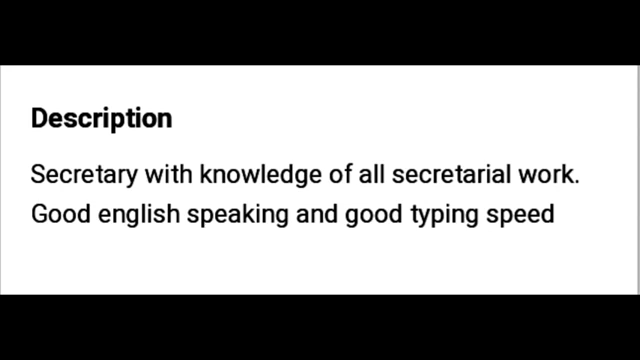 Description
Secretary with knowledge of all secretarial work.
Good english speaking and good typing speed